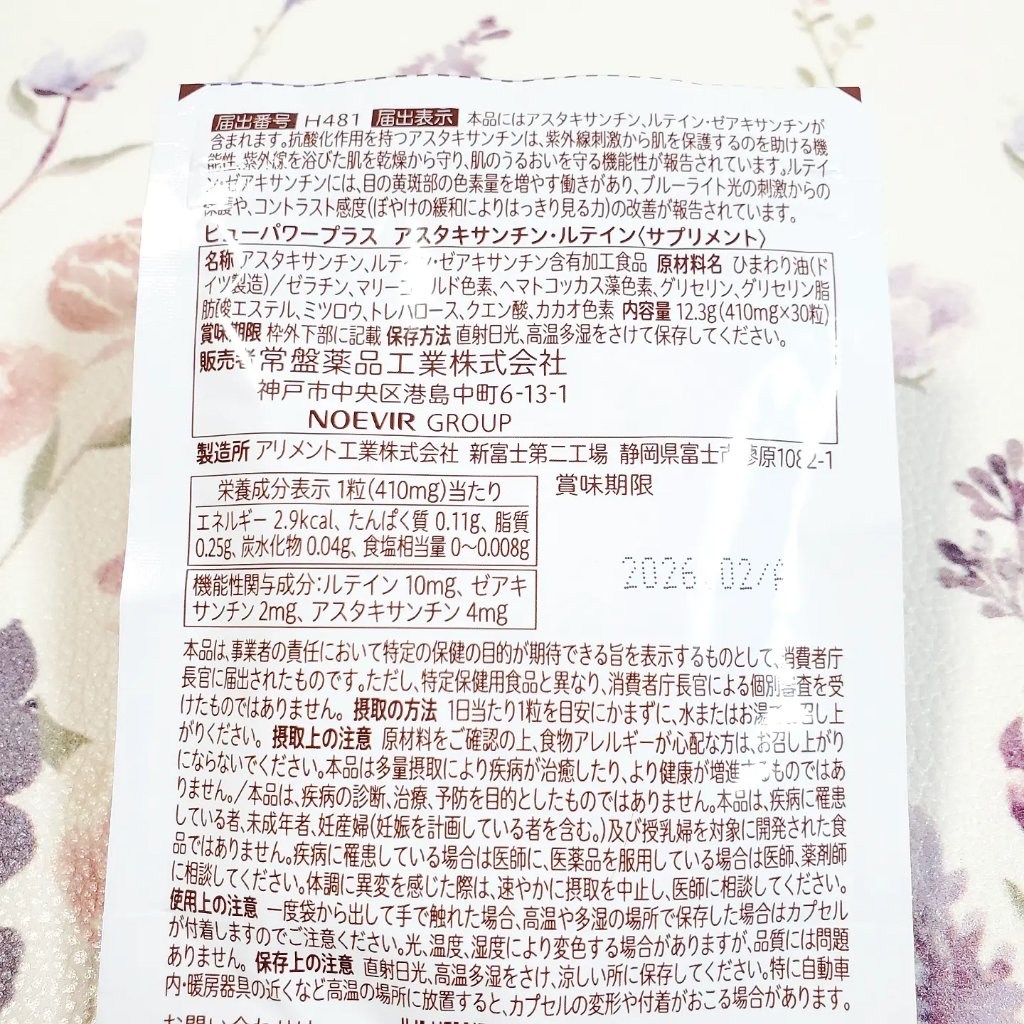 届出番号 H481 届出表示 本品にはアスタキサンチン、ルテイン・ゼアキサンチンが
含まれます。抗酸化作用を持つアスタキサンチンは、紫外線刺激から肌を保護するのを助ける機
能性、紫外線を浴びた肌を乾燥から守り、肌のうるおいを守る機能性が報告されています。ルテイ
ン・ゼアキサンチンには、目の黄斑部の色素量を増やす働きがあり、ブルーライト光の刺激からの
保護や、コントラスト感度(ぼやけの緩和によりはっきり見る力)の改善が報告されています。
ビューパワープラス アスタキサンチン・ルテイン〈サプリメント〉
名称 アスタキサンチン、ルテイン・ゼアキサンチン含有加工食品 原材料名 ひまわり油(ド
イツ製造)/ゼラチン、マリーゴールド色素、ヘマトコッカス藻色素、グリセリン、グリセリン脂
肪酸エステル、ミツロウ、トレハロース、クエン酸、カカオ色素 内容量 12.3g(410mg×30粒)
賞味期限 枠外下部に記載 保存方法 直射日光、高温多湿をさけて保存してください。
販売者 常盤薬品工業株式会社
神戸市中央区港島中町6-13-1
NOEVIR GROUP
製造所 アリメント工業株式会社 新富士第二工場 静岡県富士市 原1082-1
栄養成分表示 1粒(410mg)当たり
エネルギー 2.9kcal、たんぱく質 0.11g、脂質
0.25g、炭水化物 0.04g、食塩相当量 0〜0.008g
機能性関与成分:ルテイン 10mg、ゼアキ
サンチン 2mg、アスタキサンチン 4mg
賞味期限
2026.02/
本品は、事業者の責任において特定の保健の目的が期待できる旨を表示するものとして、消費者庁
長官に届出されたものです。ただし、特定保健用食品と異なり、消費者庁長官による個別審査を受
けたものではありません。 摂取の方法 1日当たり1粒を目安にかまずに、水またはお湯でお召し上
がりください。 摂取上の注意 原材料をご確認の上、食物アレルギーが心配な方は、お召し上がり
にならないでください。本品は多量摂取により疾病が治癒したり、より健康が増進するものではあ
りません。/本品は、疾病の診断、治療、予防を目的としたものではありません。本品は、疾病に罹患
している者、未成年者、妊産婦(妊娠を計画している者を含む。)及び授乳婦を対象に開発された食
品ではありません。疾病に罹患している場合は医師に、医薬品を服用している場合は医師、薬剤師
に相談してください。体調に異変を感じた際は、速やかに摂取を中止し、医師に相談してください。
使用上の注意 一度袋から出して手で触れた場合、高温や多湿の場所で保存した場合はカプセル
が付着しますのでご注意ください。光、温度、湿度により変色する場合がありますが、品質には問題
ありません。 保存上の注意 直射日光、高温多湿をさけ、涼しい所に保存してください。特に自動車
内・暖房器具の近くなど高温の場所に放置すると、カプセルの変形や付着がおこる場合があります。